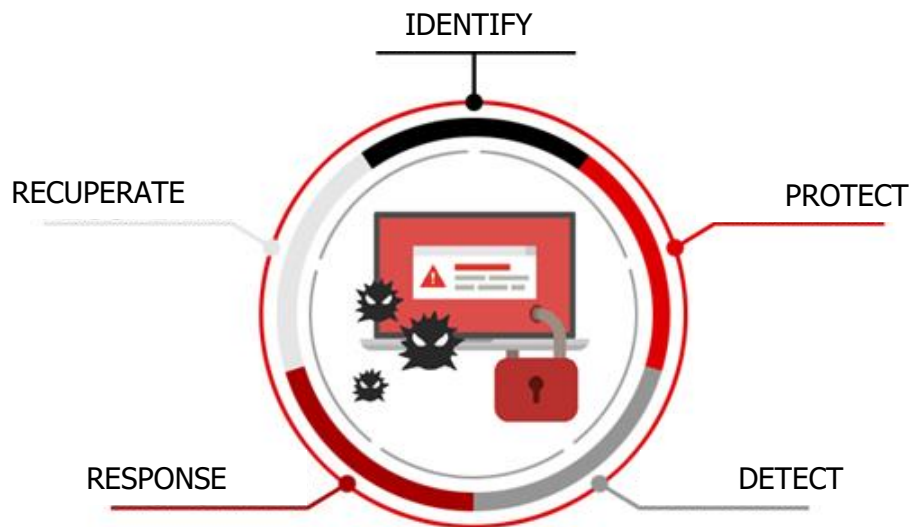 IDENTIFY
RECUPERATE
PROTECT
RESPONSE
DETECT